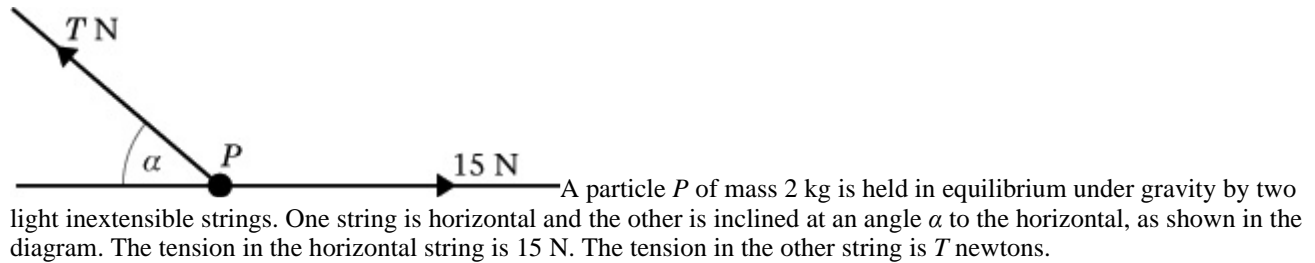 T N
α
P
15 N
A particle P of mass 2 kg is held in equilibrium under gravity by two
light inextensible strings. One string is horizontal and the other is inclined at an angle α to the horizontal, as shown in the
diagram. The tension in the horizontal string is 15 N. The tension in the other string is T newtons.